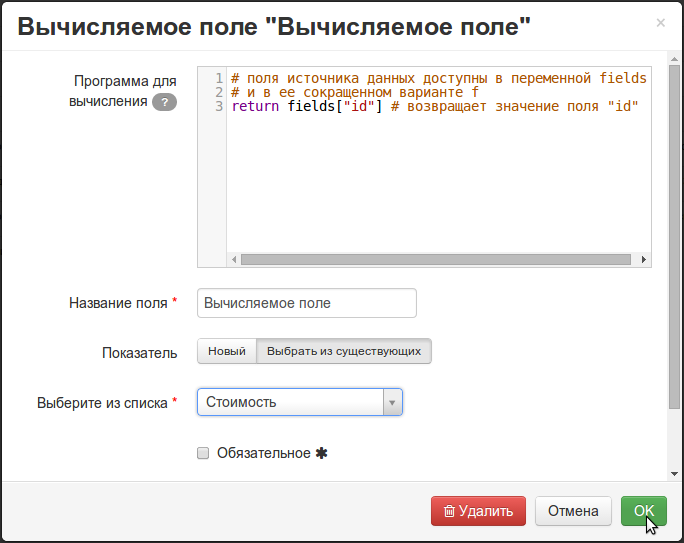 Вычисляемое поле "Вычисляемое поле"
×
Программа для
вычисления ?
1 # поля источника данных доступны в переменной fields
2 # и в ее сокращенном варианте f
3 return fields["id"] # возвращает значение поля "id"
Название поля *
Вычисляемое поле
Показатель
Новый
Выбрать из существующих
Выберите из списка *
Стоимость
Обязательное ✱
Удалить
Отмена
OK